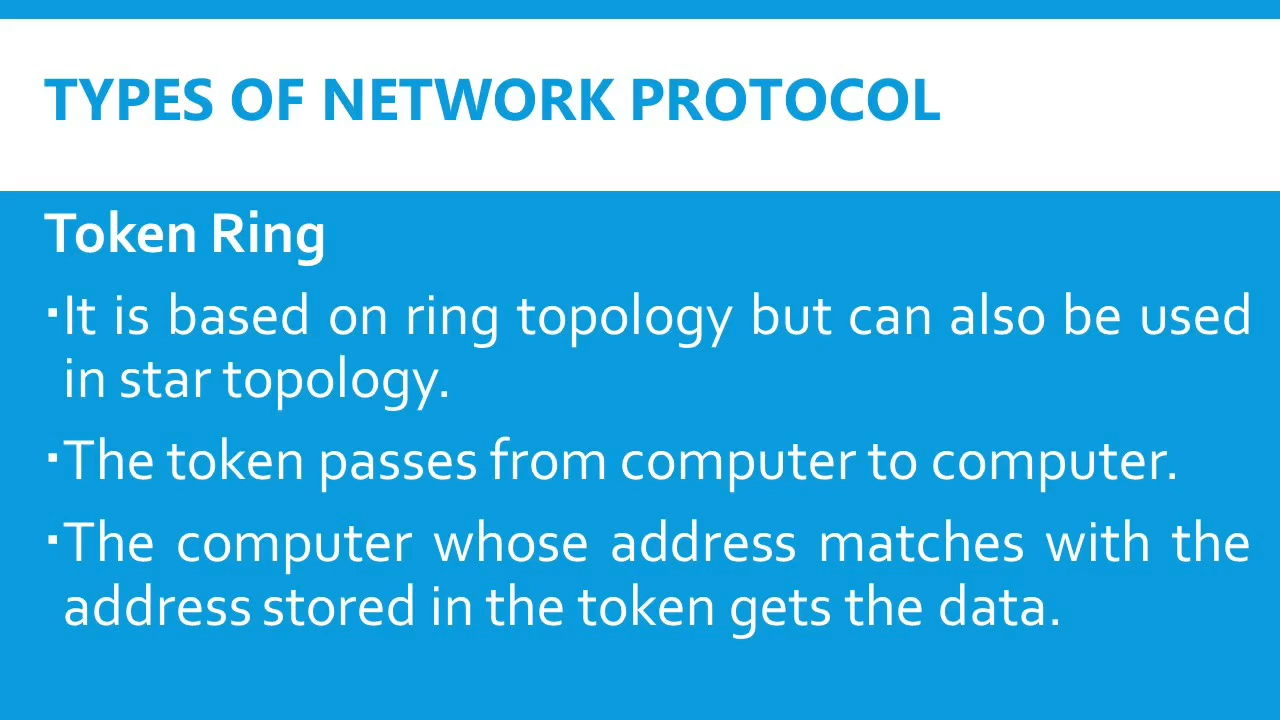 TYPES OF NETWORK PROTOCOL
Token Ring
▪It is based on ring topology but can also be used
in star topology.
▪The token passes from computer to computer.
▪The computer whose address matches with the
address stored in the token gets the data.